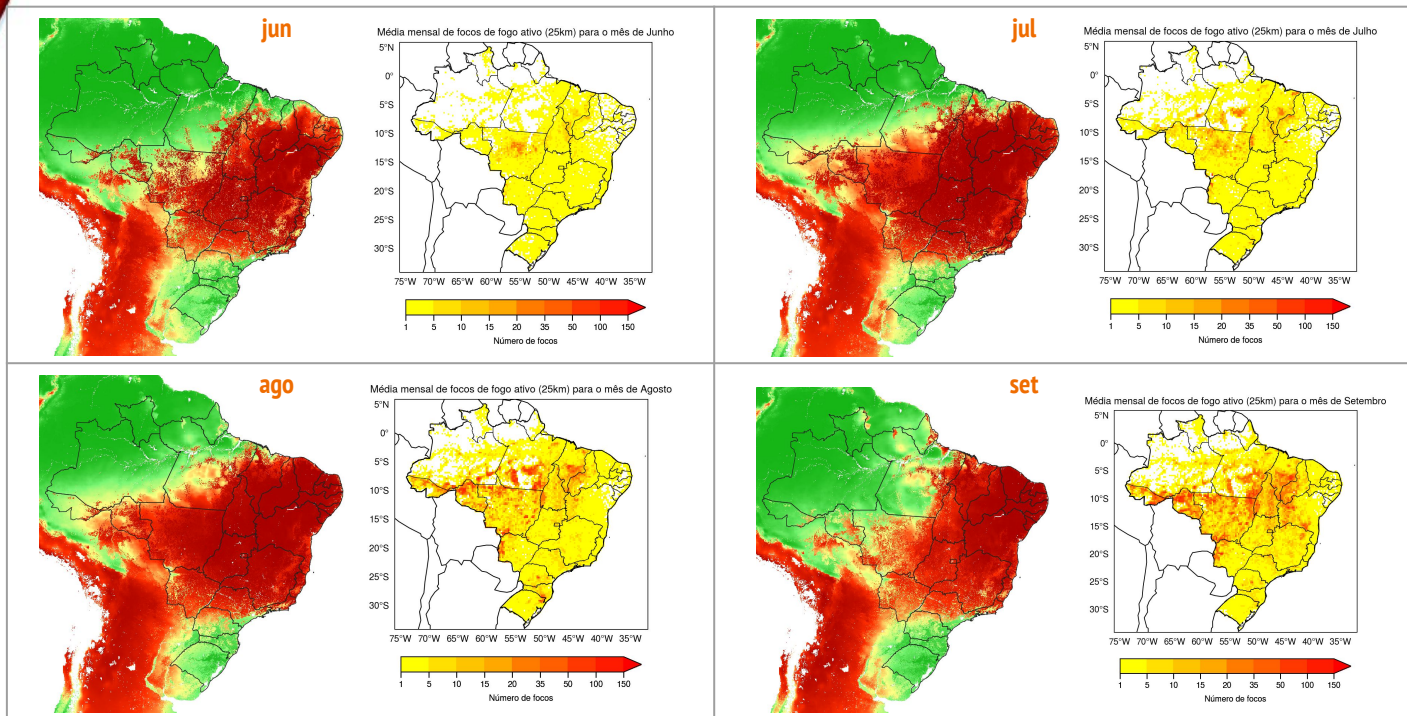 jun
Média mensal de focos de fogo ativo (25km) para o mês de Junho
5°N
0°
5°S
10°S
15°S
20°S
25°S
30°S
75°W 70°W 65°W 60°W 55°W 50°W 45°W 40°W 35°W
1 5 10 15 20 35 50 100 150
Número de focos
jul
Média mensal de focos de fogo ativo (25km) para o mês de Julho
5°N
0°
5°S
10°S
15°S
20°S
25°S
30°S
75°W 70°W 65°W 60°W 55°W 50°W 45°W 40°W 35°W
1 5 10 15 20 35 50 100 150
Número de focos
ago
Média mensal de focos de fogo ativo (25km) para o mês de Agosto
5°N
0°
5°S
10°S
15°S
20°S
25°S
30°S
75°W 70°W 65°W 60°W 55°W 50°W 45°W 40°W 35°W
1 5 10 15 20 35 50 100 150
Número de focos
set
Média mensal de focos de fogo ativo (25km) para o mês de Setembro
5°N
0°
5°S
10°S
15°S
20°S
25°S
30°S
75°W 70°W 65°W 60°W 55°W 50°W 45°W 40°W 35°W
1 5 10 15 20 35 50 100 150
Número de focos